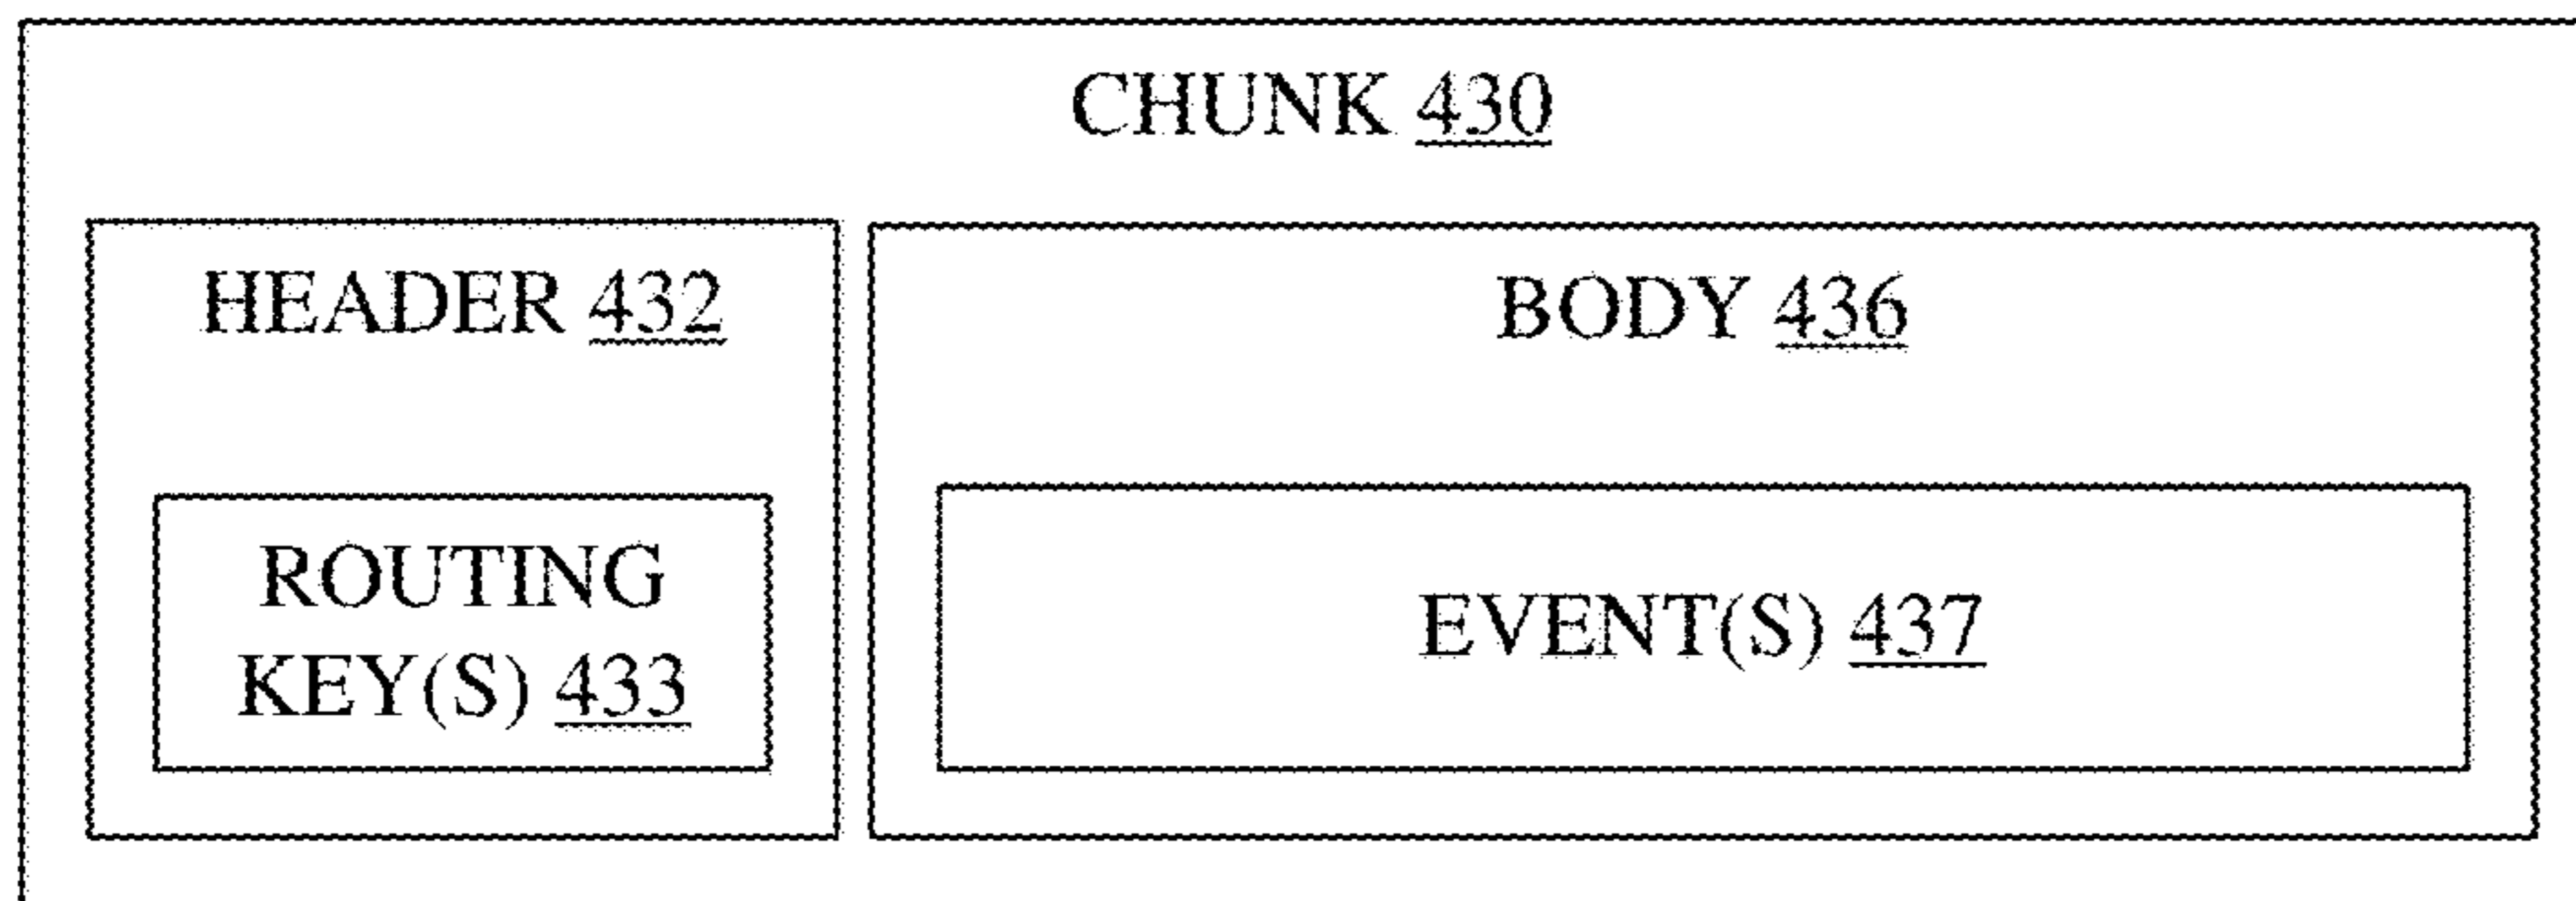 CHUNK 430
HEADER 432
BODY 436
ROUTING
KEY(S) 433
EVENT(S) 437